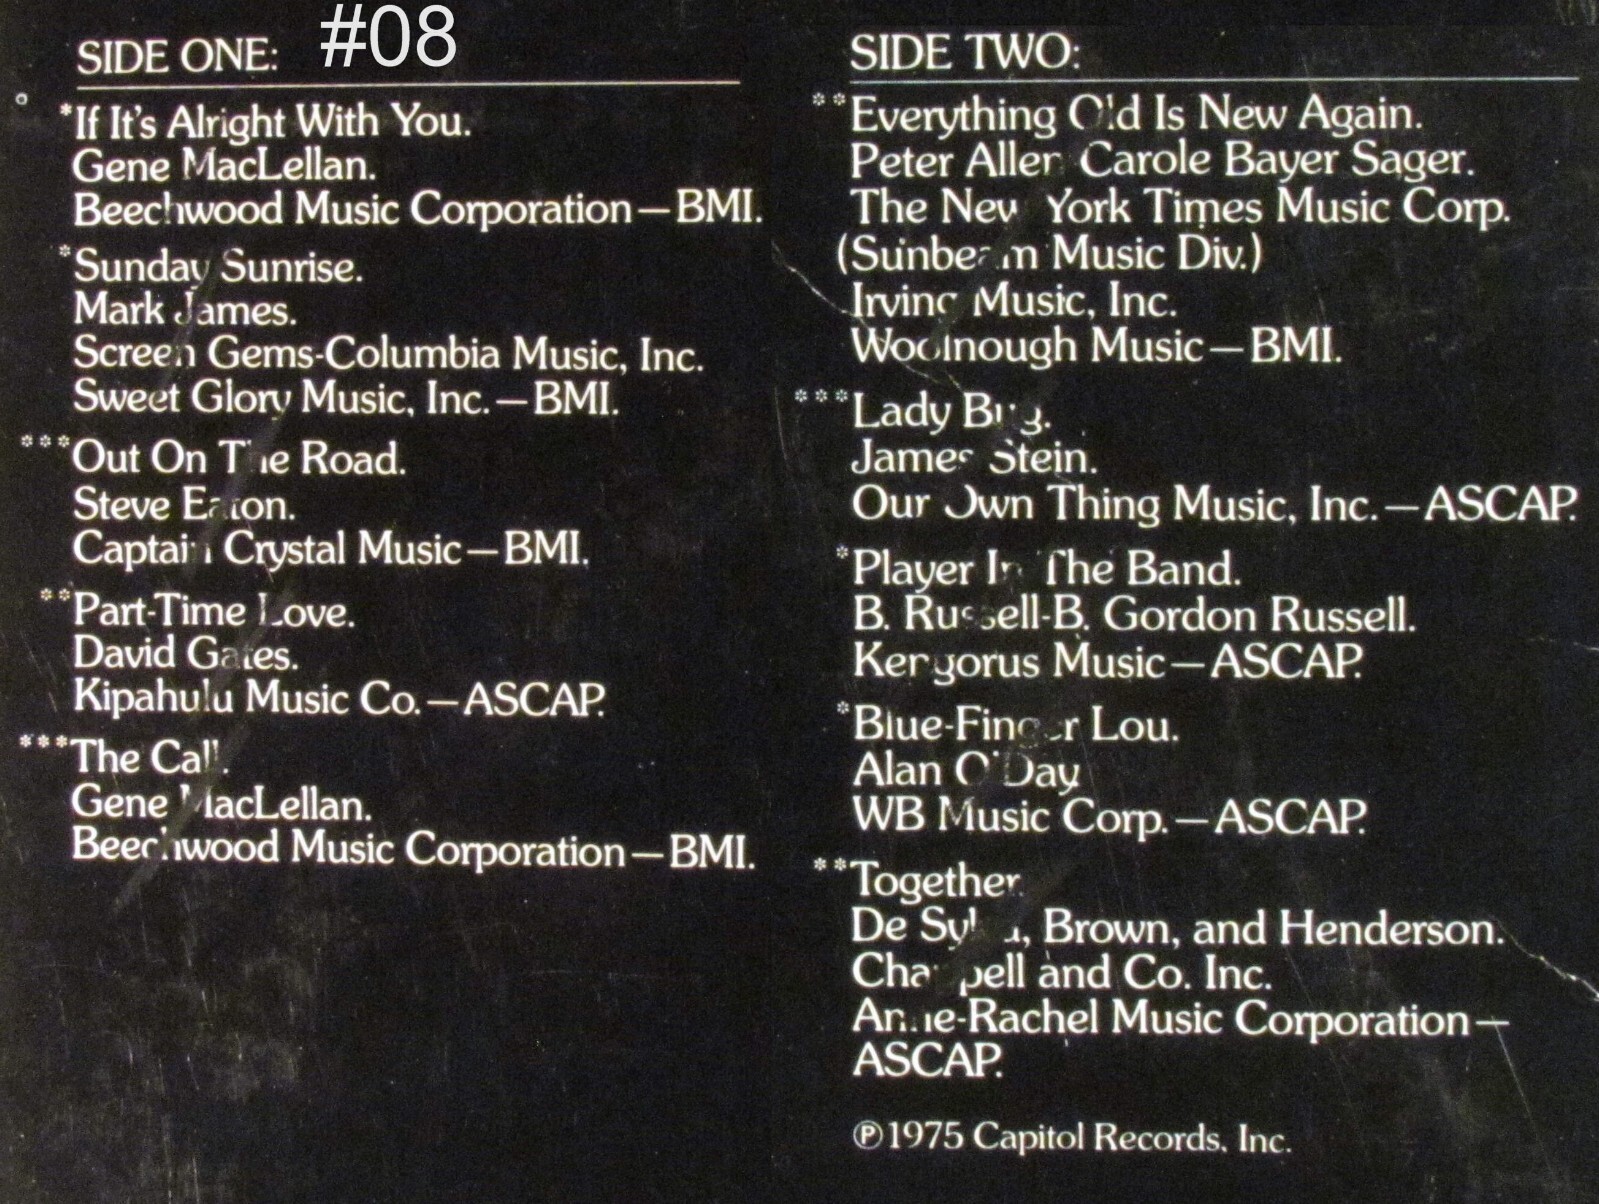 #08
SIDE ONE:
*If It's Alright With You.
Gene MacLellan.
Beechwood Music Corporation—BMI.
*Sunday Sunrise.
Mark James.
Screen Gems-Columbia Music, Inc.
Sweet Glory Music, Inc.—BMI.
***Out On The Road.
Steve Eaton.
Captain Crystal Music—BMI.
**Part-Time Love.
David Gates.
Kipahulu Music Co.—ASCAP.
***The Call.
Gene MacLellan.
Beechwood Music Corporation—BMI.
SIDE TWO:
**Everything Old Is New Again.
Peter Allen Carole Bayer Sager.
The New York Times Music Corp.
(Sunbeam Music Div.)
Irving Music, Inc.
Woolnough Music—BMI.
***Lady Bug.
James Stein.
Our Own Thing Music, Inc.—ASCAP.
*Player In The Band.
B. Russell-B. Gordon Russell.
Kengorus Music—ASCAP.
*Blue-Finger Lou.
Alan O'Day
WB Music Corp.—ASCAP.
**Together.
De Sylva, Brown, and Henderson.
Chappell and Co. Inc.
Anne-Rachel Music Corporation—
ASCAP.
℗1975 Capitol Records, Inc.